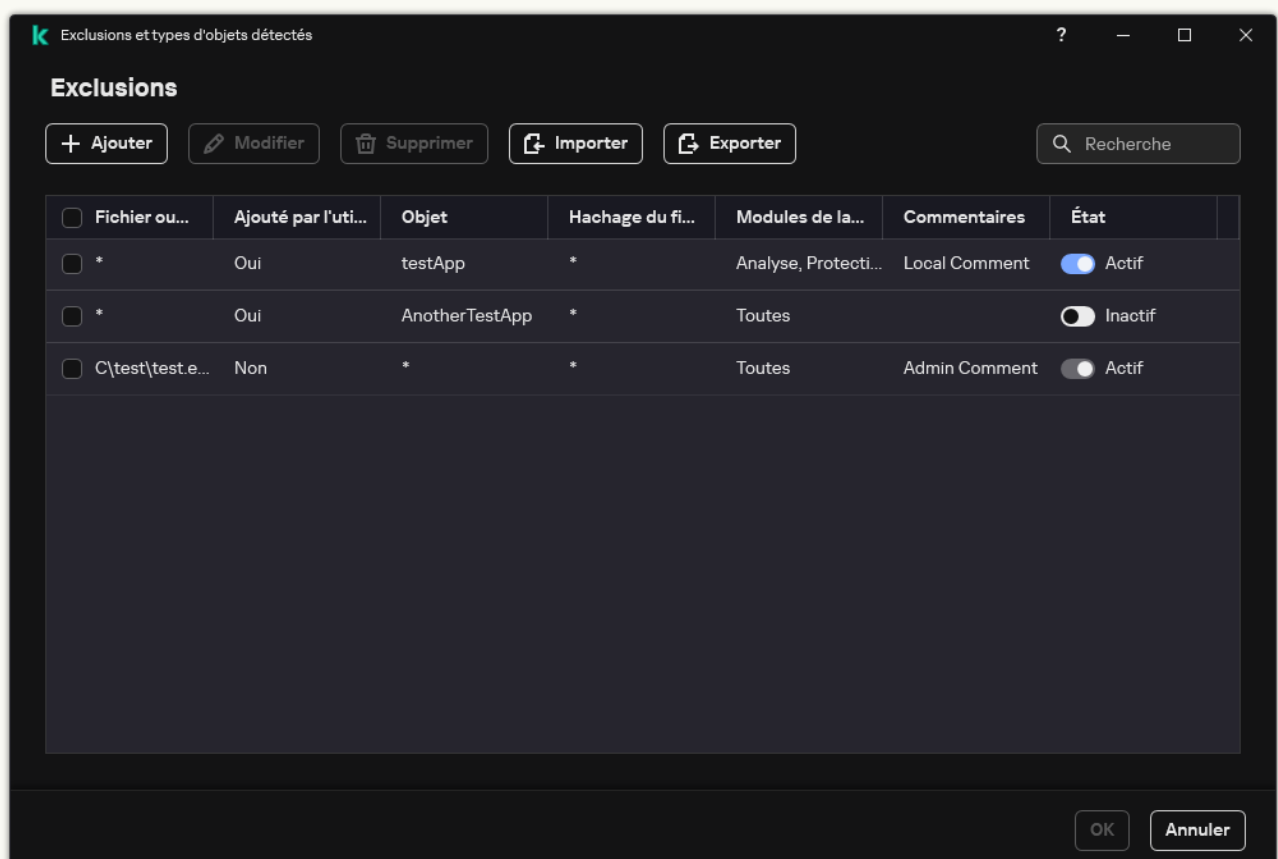 Exclusions et types d'objets détectés ?
Exclusions
Ajouter Modifier Supprimer Importer Exporter Recherche
Fichier ou... Ajouté par l'uti... Objet Hachage du fi... Modules de la... Commentaires État
* Oui testApp * Analyse, Protecti... Local Comment Actif
* Oui AnotherTestApp * Toutes Inactif
C\test\test.e... Non * * Toutes Admin Comment Actif
OK Annuler